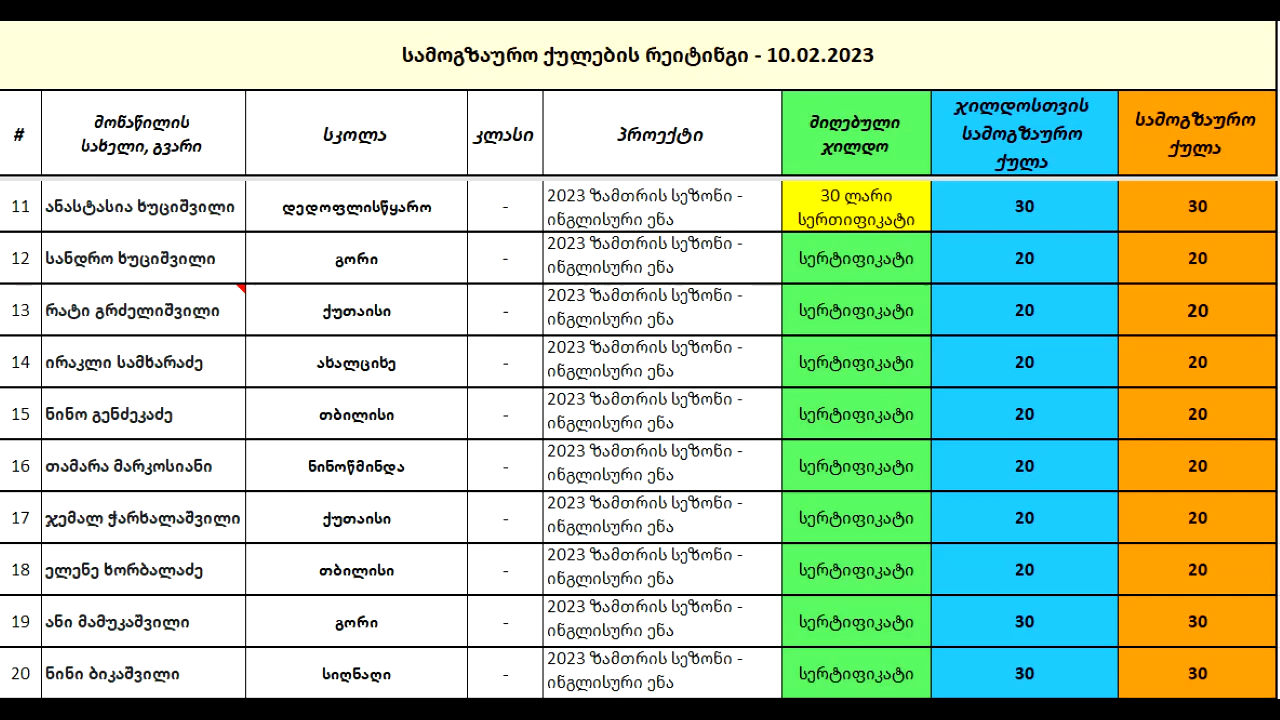 სამოგზაურო ქულების რეიტინგი - 10.02.2023
# მონაწილის სახელი, გვარი სკოლა კლასი პროექტი მიღებული ჯილდო ჯილდოსთვის სამოგზაურო ქულა სამოგზაურო ქულა
11 ანასტასია ხუციშვილი დედოფლისწყარო - 2023 ზამთრის სეზონი - ინგლისური ენა 30 ლარი სერთიფიკატი 30 30
12 სანდრო ხუციშვილი გორი - 2023 ზამთრის სეზონი - ინგლისური ენა სერტიფიკატი 20 20
13 რატი გრძელიშვილი ქუთაისი - 2023 ზამთრის სეზონი - ინგლისური ენა სერტიფიკატი 20 20
14 ირაკლი სამხარაძე ახალციხე - 2023 ზამთრის სეზონი - ინგლისური ენა სერტიფიკატი 20 20
15 ნინო გენძეკაძე თბილისი - 2023 ზამთრის სეზონი - ინგლისური ენა სერტიფიკატი 20 20
16 თამარა მარკოსიანი ნინოწმინდა - 2023 ზამთრის სეზონი - ინგლისური ენა სერტიფიკატი 20 20
17 ჯემალ ჭარხალაშვილი ქუთაისი - 2023 ზამთრის სეზონი - ინგლისური ენა სერტიფიკატი 20 20
18 ელენე ხორბალაძე თბილისი - 2023 ზამთრის სეზონი - ინგლისური ენა სერტიფიკატი 20 20
19 ანი მამუკაშვილი გორი - 2023 ზამთრის სეზონი - ინგლისური ენა სერტიფიკატი 30 30
20 ნინი ბიკაშვილი სიღნაღი - 2023 ზამთრის სეზონი - ინგლისური ენა სერტიფიკატი 30 30